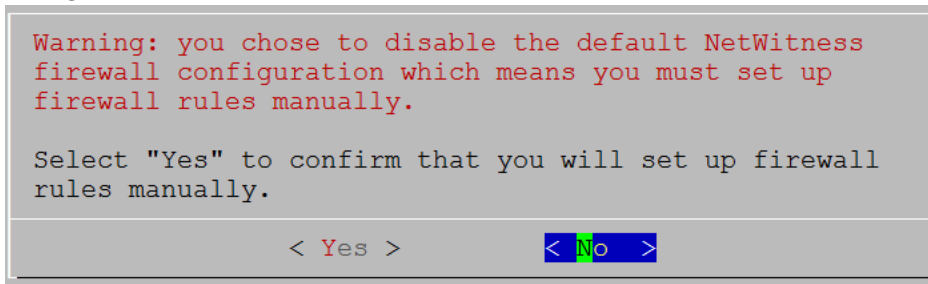 Warning: you chose to disable the default NetWitness
firewall configuration which means you must set up
firewall rules manually.
Select "Yes" to confirm that you will set up firewall
rules manually.
< Yes > < No >